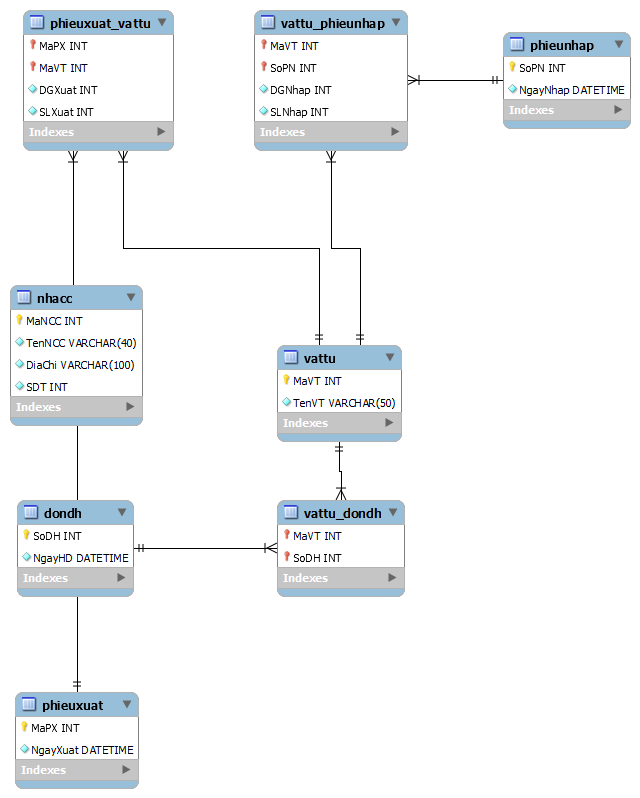 phieuxuat_vattu
MaPX INT
MaVT INT
DGXuat INT
SLXuat INT
Indexes
vattu_phieunhap
MaVT INT
SoPN INT
DGNhap INT
SLNhap INT
Indexes
phieunhap
SoPN INT
NgayNhap DATETIME
Indexes
nhacc
MaNCC INT
TenNCC VARCHAR(40)
DiaChi VARCHAR(100)
SDT INT
Indexes
vattu
MaVT INT
TenVT VARCHAR(50)
Indexes
dondh
SoDH INT
NgayHD DATETIME
Indexes
vattu_dondh
MaVT INT
SoDH INT
Indexes
phieuxuat
MaPX INT
NgayXuat DATETIME
Indexes